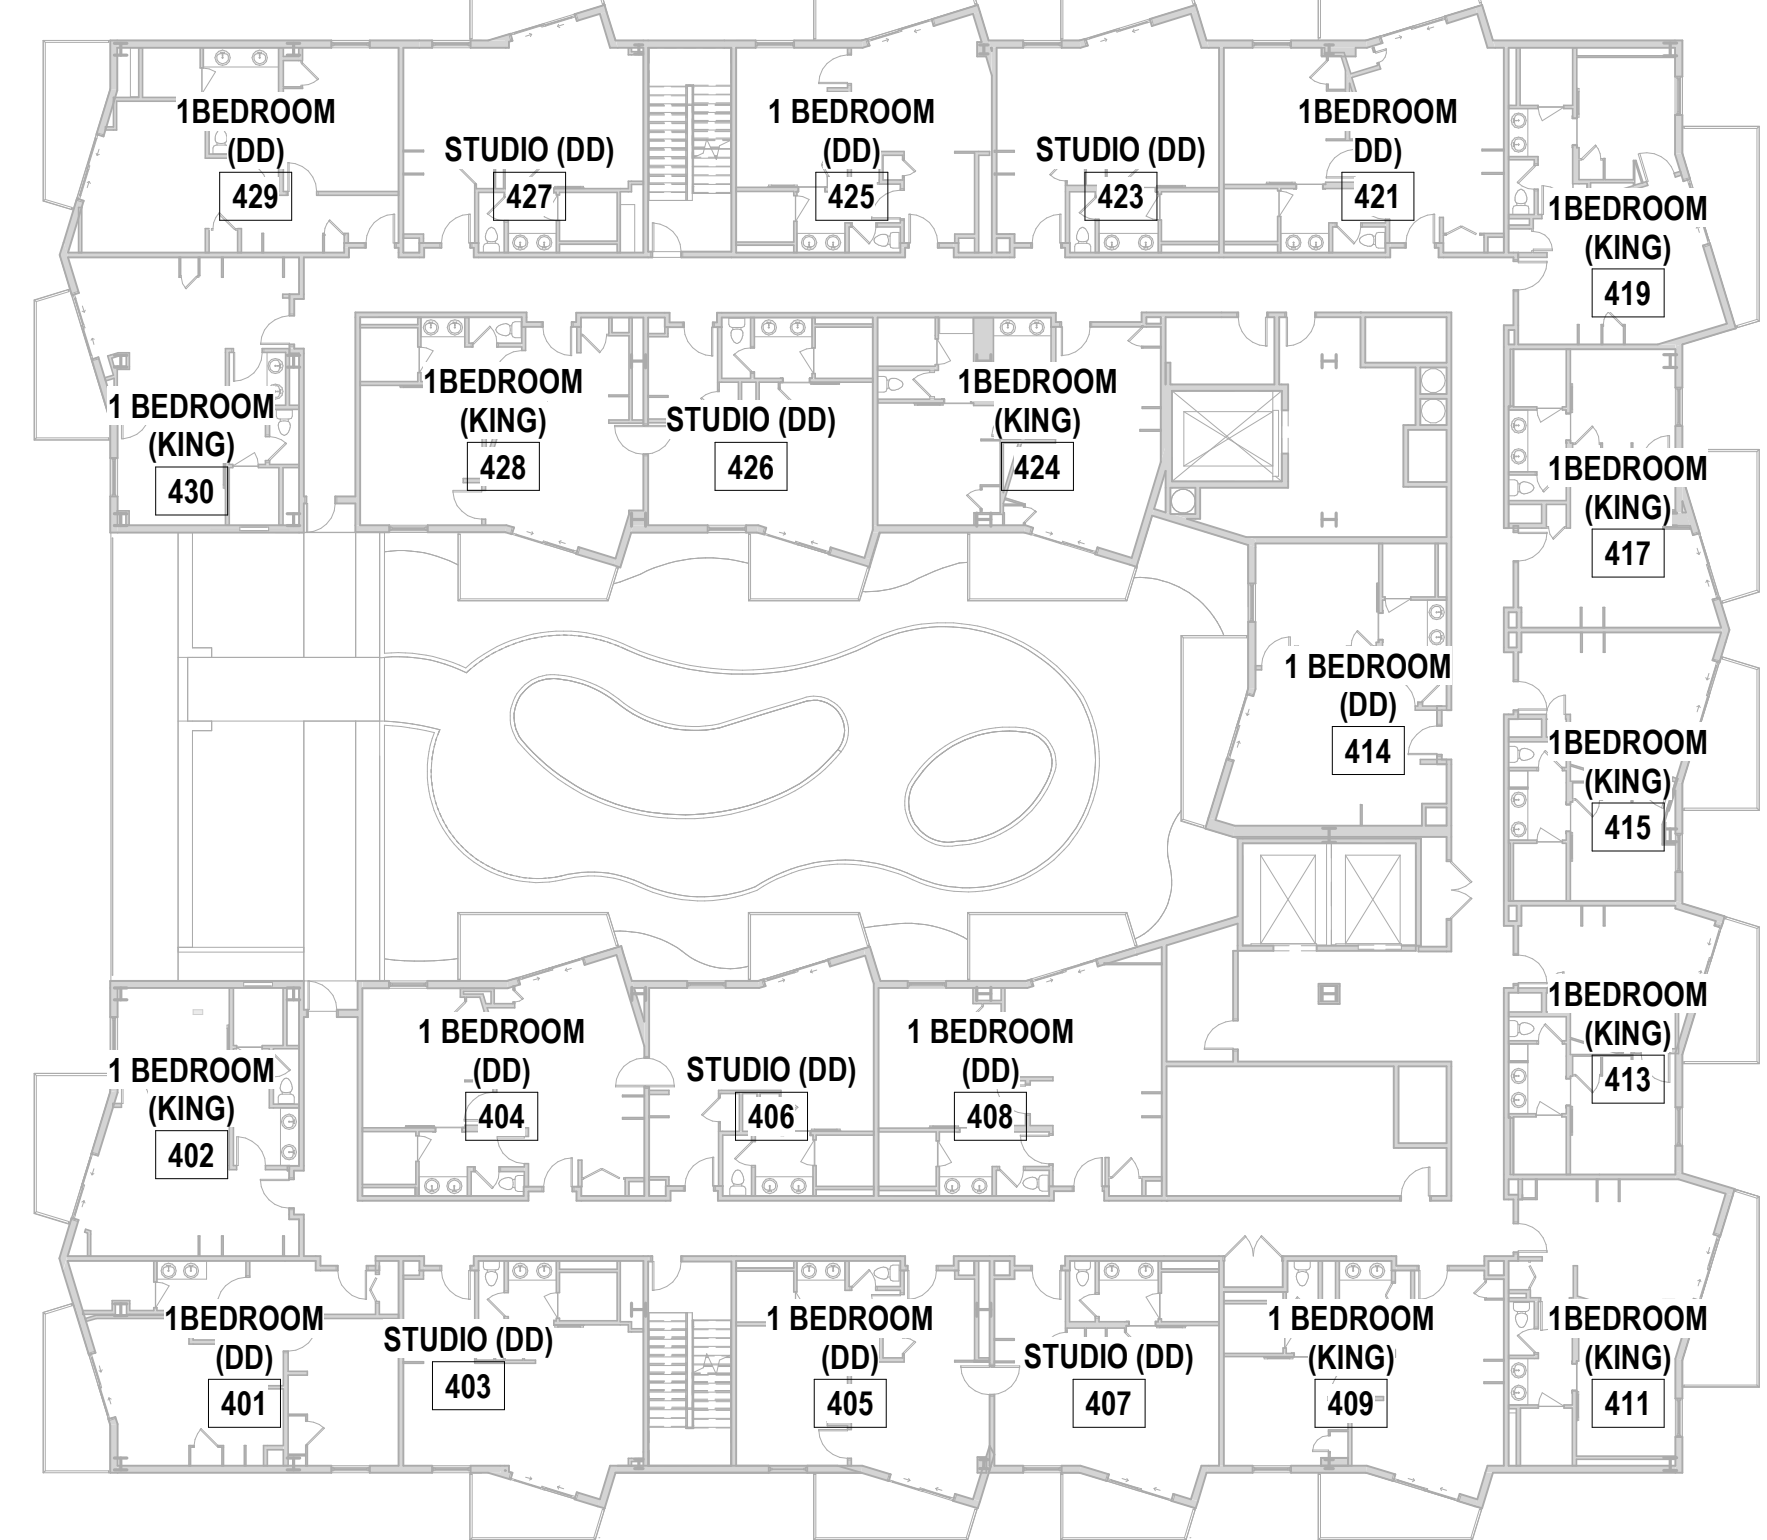 1BEDROOM
(DD)
429
STUDIO (DD)
427
1 BEDROOM
(DD)
425
STUDIO (DD)
423
1BEDROOM
DD)
421
1BEDROOM
(KING)
419
1 BEDROOM
(KING)
430
1BEDROOM
(KING)
428
STUDIO (DD)
426
1BEDROOM
(KING)
424
1BEDROOM
(KING)
417
1 BEDROOM
(DD)
414
1BEDROOM
(KING)
415
1 BEDROOM
(KING)
402
1 BEDROOM
(DD)
404
STUDIO (DD)
406
1 BEDROOM
(DD)
408
1BEDROOM
(KING)
413
1BEDROOM
(DD)
401
STUDIO (DD)
403
1 BEDROOM
(DD)
405
STUDIO (DD)
407
1 BEDROOM
(KING)
409
1BEDROOM
(KING)
411